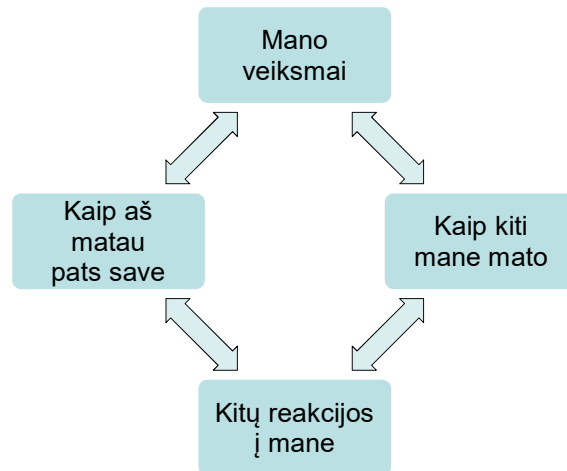 Mano
veiksmai
Kaip aš
matau
pats save
Kaip kiti
mane mato
Kitų reakcijos
į mane